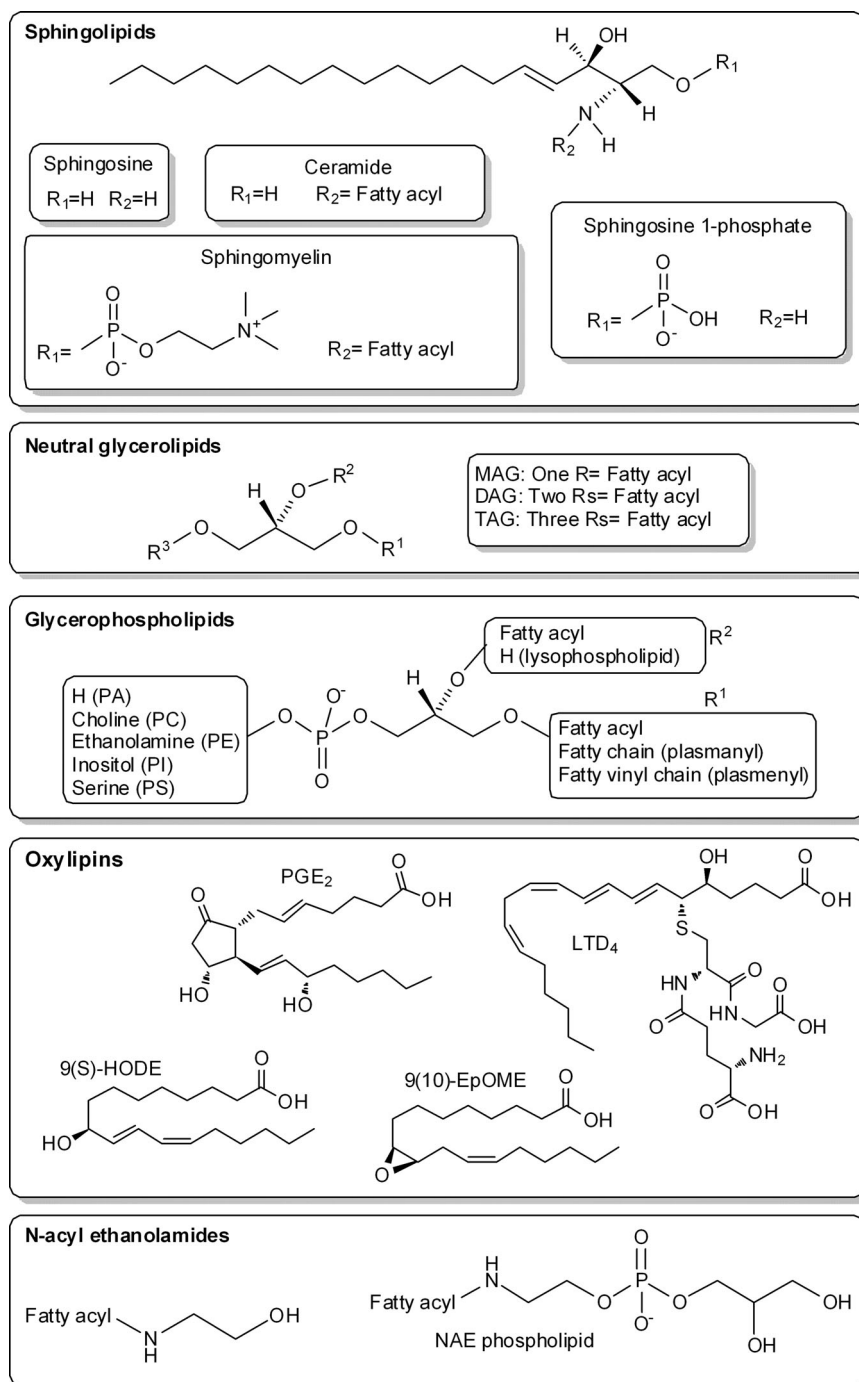 Sphingolipids
H OH
O R₁
N
R₂ H
H
Sphingosine
R₁=H R₂=H
Ceramide
R₁=H R₂= Fatty acyl
Sphingomyelin
R₁= O P O⁻ O N⁺ R₂= Fatty acyl
Sphingosine 1-phosphate
R₁= O P OH O⁻ R₂=H
Neutral glycerolipids
R²
H O
O O
R³ R¹
MAG: One R= Fatty acyl
DAG: Two Rs= Fatty acyl
TAG: Three Rs= Fatty acyl
Glycerophospholipids
Fatty acyl
H (lysophospholipid)
R²
H O
R¹
H (PA)
Choline (PC)
Ethanolamine (PE)
Inositol (PI)
Serine (PS)
O P O⁻ O O
O
Fatty acyl
Fatty chain (plasmanyl)
Fatty vinyl chain (plasmenyl)
Oxylipins
PGE₂
O
O
OH
HO
HO
LTD₄
OH
O
OH
S
HN
O
O
NH
O
OH
NH₂
O
OH
9(S)-HODE
O
OH
HO
9(10)-EpOME
O
OH
O
N-acyl ethanolamides
Fatty acyl N H OH
Fatty acyl H N O P O O⁻ O OH OH
NAE phospholipid